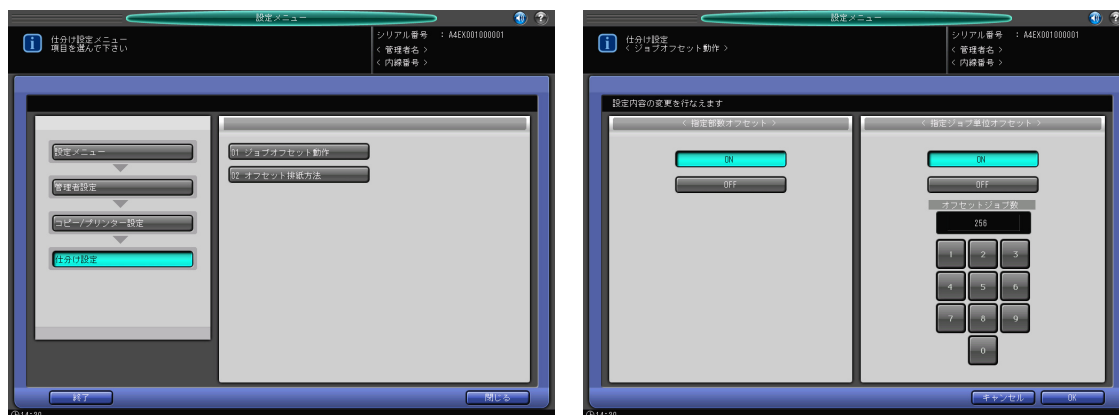 設定メニュー
仕分け設定メニュー
項目を選んで下さい
シリアル番号 : A4EX001000001
< 管理者名 >
< 内線番号 >
設定メニュー
管理者設定
コピー/プリンター設定
仕分け設定
01 ジョブオフセット動作
02 オフセット排紙方法
終了
閉じる
14:30
設定メニュー
仕分け設定
< ジョブオフセット動作 >
シリアル番号 : A4EX001000001
< 管理者名 >
< 内線番号 >
設定内容の変更を行なえます
< 指定部数オフセット >
ON
OFF
< 指定ジョブ単位オフセット >
ON
OFF
オフセットジョブ数
256
1 2 3
4 5 6
7 8 9
0
キャンセル
OK
14:30